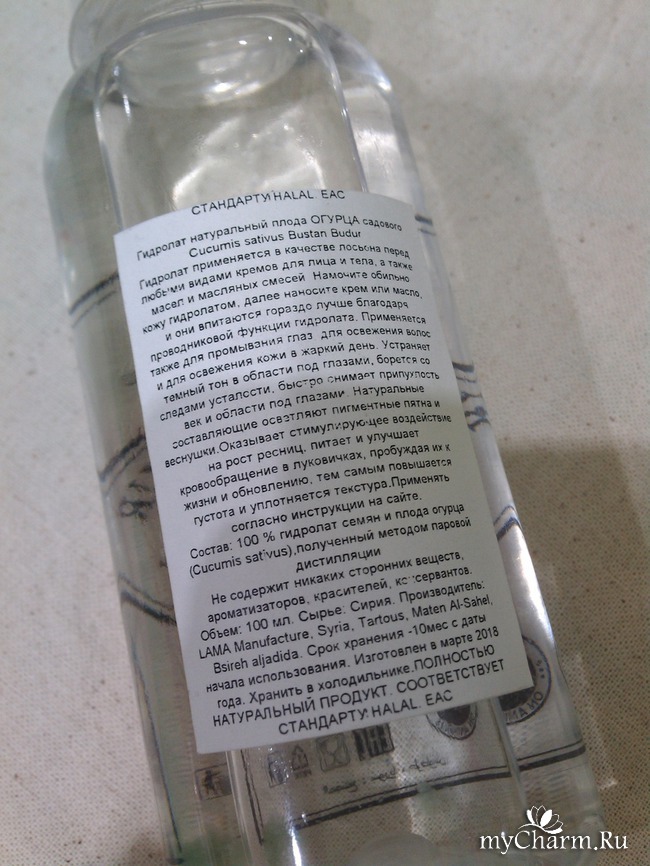 СТАНДАРТУ HALAL. EAC
Гидролат натуральный плода ОГУРЦА садового
Cucumis sativus Bustan Budur
Гидролат применяется в качестве лосьона перед
любыми видами кремов для лица и тела, а также
масел и масляных смесей Намочите обильно
кожу гидролатом, далее наносите крем или масло,
и они впитаются гораздо лучше благодаря
проводниковой функции гидролата. Применяется
также для промывания глаз для освежения волос
и для освежения кожи в жаркий день. Устраняет
темный тон в области под глазами, борется со
следами усталости, быстро снимает припухлость
век и области под глазами. Натуральные
составляющие осветляют пигментные пятна и
веснушки.Оказывает стимулирующее воздействие
на рост ресниц, питает и улучшает
кровообращение в луковичках, пробуждая их к
жизни и обновлению, тем самым повышается
густота и уплотняется текстура.Применять
согласно инструкции на сайте.
Состав: 100 % гидролат семян и плода огурца
(Cucumis sativus),полученный методом паровой
дистилляции
Не содержит никаких сторонних веществ,
ароматизаторов, красителей, консервантов.
Объем: 100 мл. Сырье: Сирия. Производитель:
LAMA Manufacture, Syria, Tartous, Maten Al-Sahel,
Bsireh aljadida. Срок хранения -10мес с даты
начала использования. Изготовлен в марте 2018
года. Хранить в холодильнике.ПОЛНОСТЬЮ
НАТУРАЛЬНЫЙ ПРОДУКТ. СООТВЕТСТВУЕТ
СТАНДАРТУ HALAL. EAC
myCharm.Ru